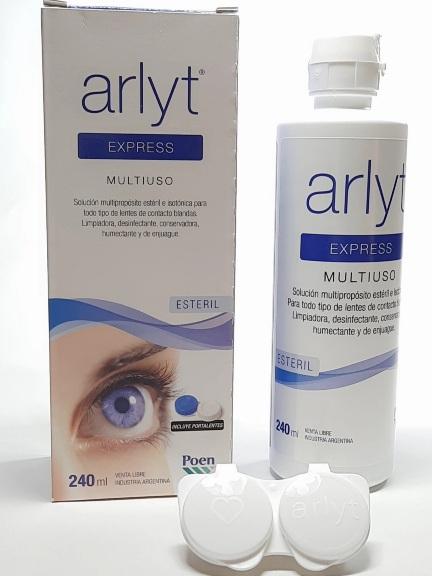 arlyt®
EXPRESS
MULTIUSO
Solución multipropósito estéril e isotónica para
todo tipo de lentes de contacto blandas.
Limpiadora, desinfectante, conservadora,
humectante y de enjuague.
ESTERIL
INCLUYE PORTALENTES
240 ml
VENTA LIBRE
INDUSTRIA ARGENTINA
Poen
arlyt
EXPRESS
MULTIUSO
Solución multipropósito estéril e
Para todo tipo de lentes de contacto
Limpiadora, desinfectante,
humectante y de enjuague.
ESTERIL
240 ml
VENTA LIBRE
INDUSTRIA ARGENTINA
arlyt